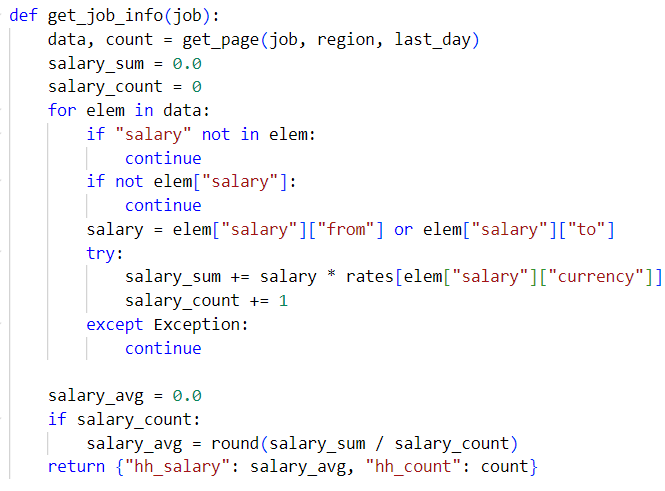 def get_job_info(job):
    data, count = get_page(job, region, last_day)
    salary_sum = 0.0
    salary_count = 0
    for elem in data:
        if "salary" not in elem:
            continue
        if not elem["salary"]:
            continue
        salary = elem["salary"]["from"] or elem["salary"]["to"]
        try:
            salary_sum += salary * rates[elem["salary"]["currency"]]
            salary_count += 1
        except Exception:
            continue

    salary_avg = 0.0
    if salary_count:
        salary_avg = round(salary_sum / salary_count)
    return {"hh_salary": salary_avg, "hh_count": count}